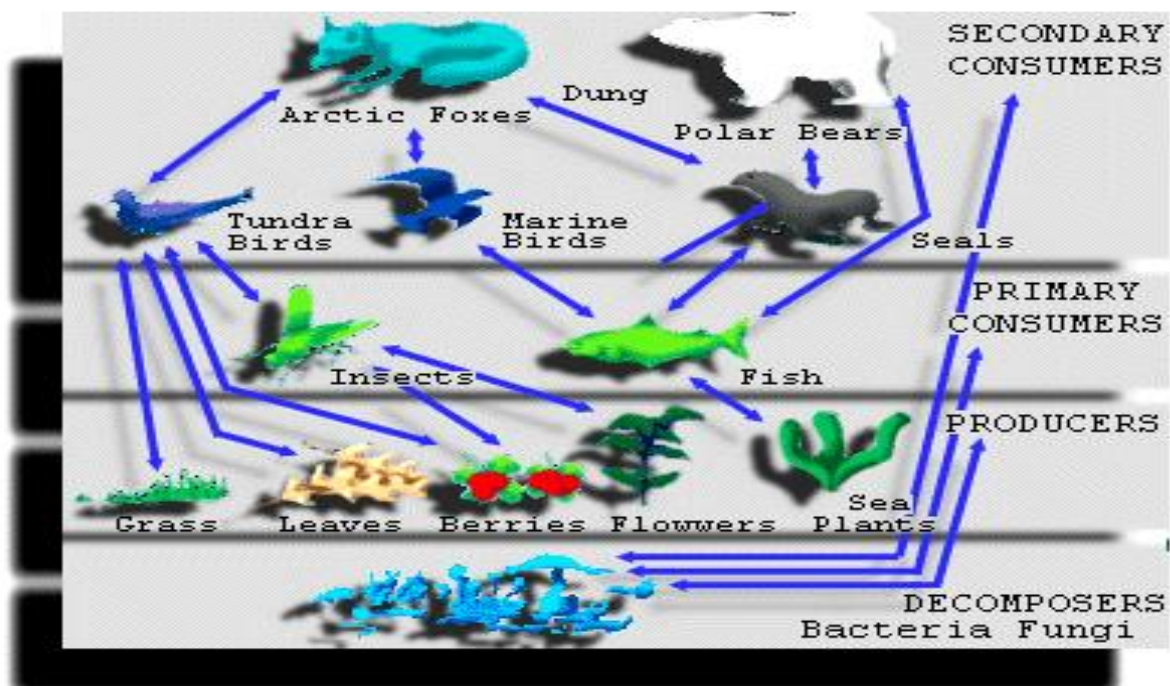 SECONDARY
CONSUMERS
Dung
Arctic Foxes
Polar Bears
Tundra
Birds
Marine
Birds
Seals
PRIMARY
CONSUMERS
Insects
Fish
PRODUCERS
Sea
Plants
Grass
Leaves
Berries
Flowwers
DECOMPOSERS
Bacteria Fungi